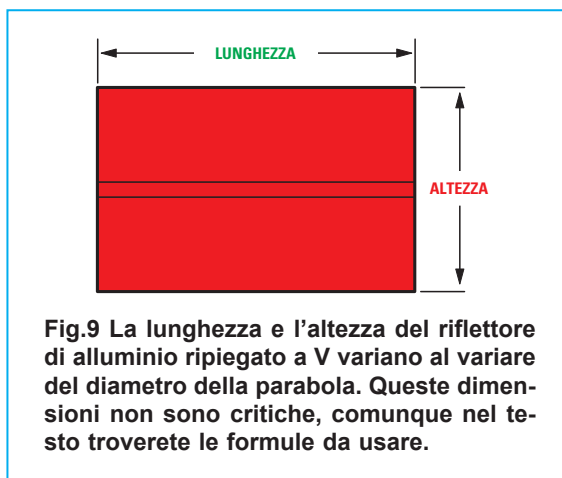 LUNGHEZZA
ALTEZZA
Fig.9 La lunghezza e l'altezza del riflettore
di alluminio ripiegato a V variano al variare
del diametro della parabola. Queste dimen-
sioni non sono critiche, comunque nel te-
sto troverete le formule da usare.